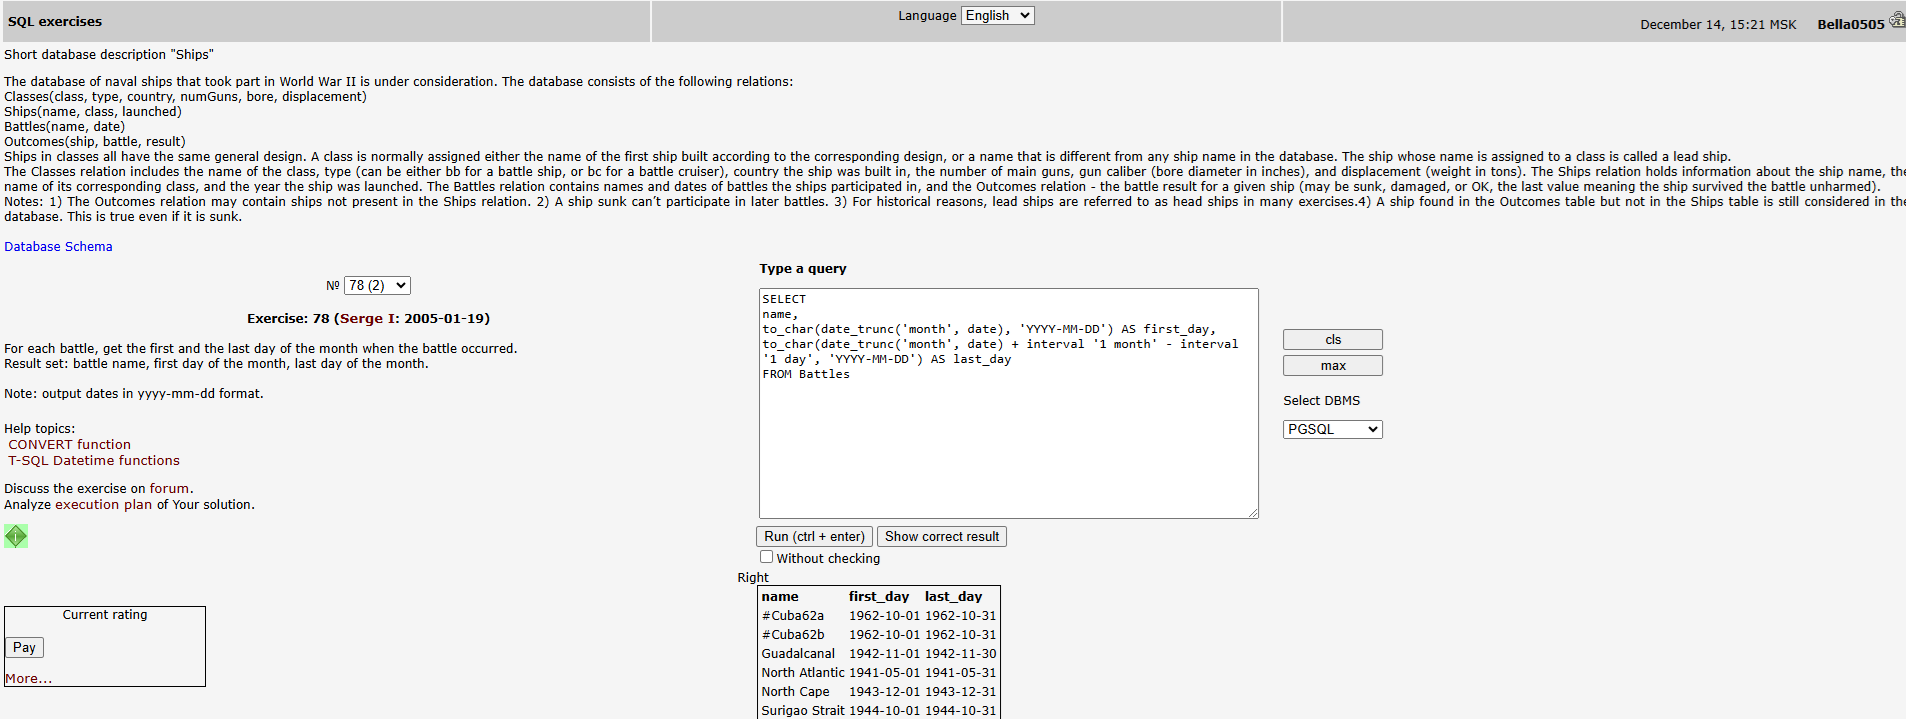 SQL exercises
Language English
December 14, 15:21 MSK Bella0505
Short database description "Ships"
The database of naval ships that took part in World War II is under consideration. The database consists of the following relations:
Classes(class, type, country, numGuns, bore, displacement)
Ships(name, class, launched)
Battles(name, date)
Outcomes(ship, battle, result)
Ships in classes all have the same general design. A class is normally assigned either the name of the first ship built according to the corresponding design, or a name that is different from any ship name in the database. The ship whose name is assigned to a class is called a lead ship.
The Classes relation includes the name of the class, type (can be either bb for a battle ship, or bc for a battle cruiser), country the ship was built in, the number of main guns, gun caliber (bore diameter in inches), and displacement (weight in tons). The Ships relation holds information about the ship name, the
name of its corresponding class, and the year the ship was launched. The Battles relation contains names and dates of battles the ships participated in, and the Outcomes relation - the battle result for a given ship (may be sunk, damaged, or OK, the last value meaning the ship survived the battle unharmed).
Notes: 1) The Outcomes relation may contain ships not present in the Ships relation. 2) A ship sunk can't participate in later battles. 3) For historical reasons, lead ships are referred to as head ships in many exercises.4) A ship found in the Outcomes table but not in the Ships table is still considered in the
database. This is true even if it is sunk.
Database Schema
№ 78 (2)
Exercise: 78 (Serge I: 2005-01-19)
For each battle, get the first and the last day of the month when the battle occurred.
Result set: battle name, first day of the month, last day of the month.
Note: output dates in yyyy-mm-dd format.
Help topics:
CONVERT function
T-SQL Datetime functions
Discuss the exercise on forum.
Analyze execution plan of Your solution.
Current rating
Pay
More...
Type a query
SELECT
name,
to_char(date_trunc('month', date), 'YYYY-MM-DD') AS first_day,
to_char(date_trunc('month', date) + interval '1 month' - interval
'1 day', 'YYYY-MM-DD') AS last_day
FROM Battles
cls
max
Select DBMS
PGSQL
Run (ctrl + enter) Show correct result
Without checking
Right
name first_day last_day
#Cuba62a 1962-10-01 1962-10-31
#Cuba62b 1962-10-01 1962-10-31
Guadalcanal 1942-11-01 1942-11-30
North Atlantic 1941-05-01 1941-05-31
North Cape 1943-12-01 1943-12-31
Surigao Strait 1944-10-01 1944-10-31